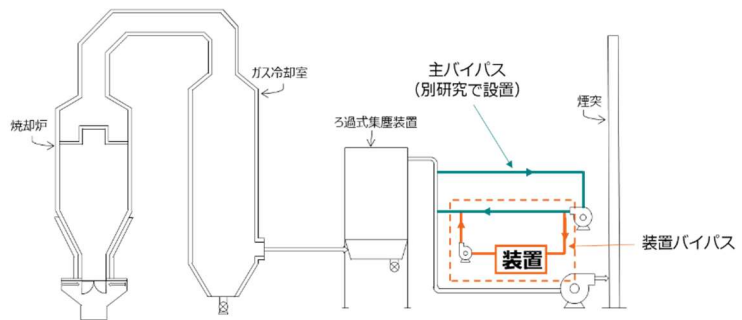 ガス冷却室
主バイパス
(別研究で設置)
煙突
焼却炉
ろ過式集塵装置
装置
装置バイパス